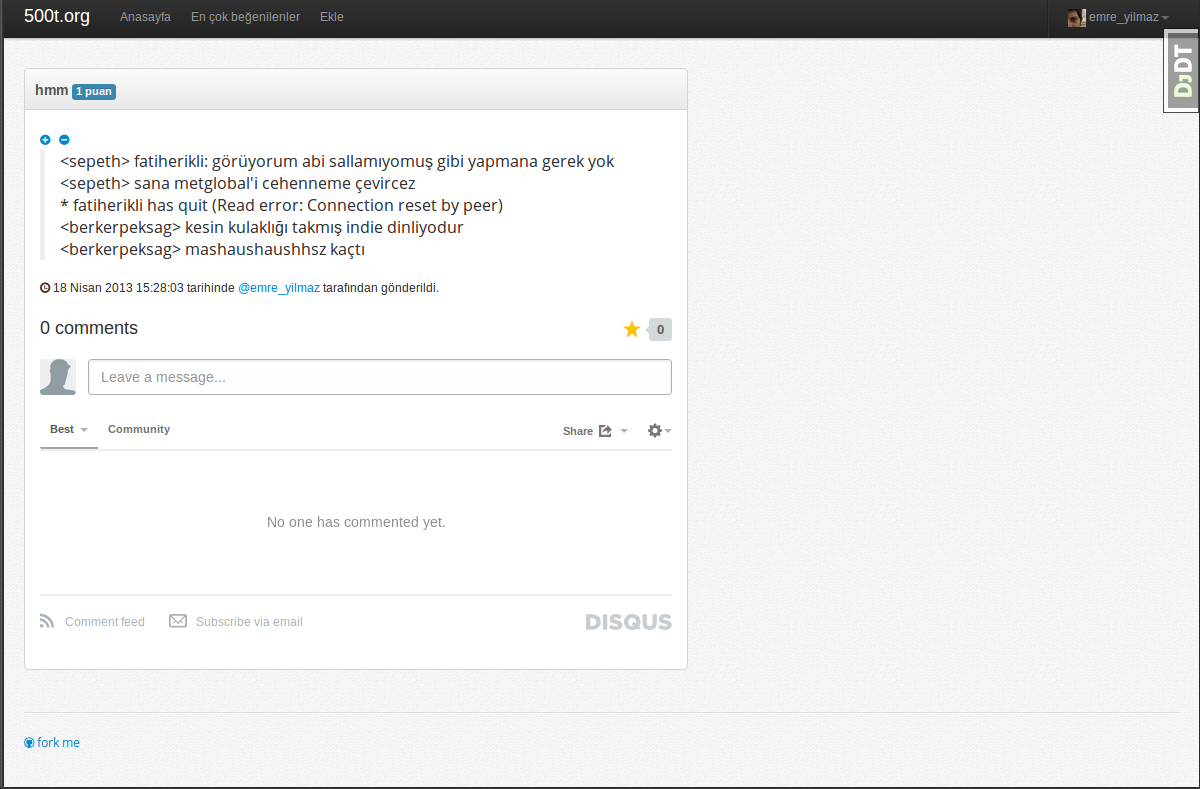 500t.org Anasayfa En çok beğenilenler Ekle emre_yilmaz
DJDT
hmm 1 puan
<sepeth> fatiherikli: görüyorum abi sallamıyomuş gibi yapmana gerek yok
<sepeth> sana metglobal'i cehenneme çevircez
* fatiherikli has quit (Read error: Connection reset by peer)
<berkerpeksag> kesin kulaklığı takmış indie dinliyodur
<berkerpeksag> mashaushaushhsz kaçtı
18 Nisan 2013 15:28:03 tarihinde @emre_yilmaz tarafından gönderildi.
0 comments 0
Leave a message...
Best Community Share
No one has commented yet.
Comment feed Subscribe via email DISQUS
fork me